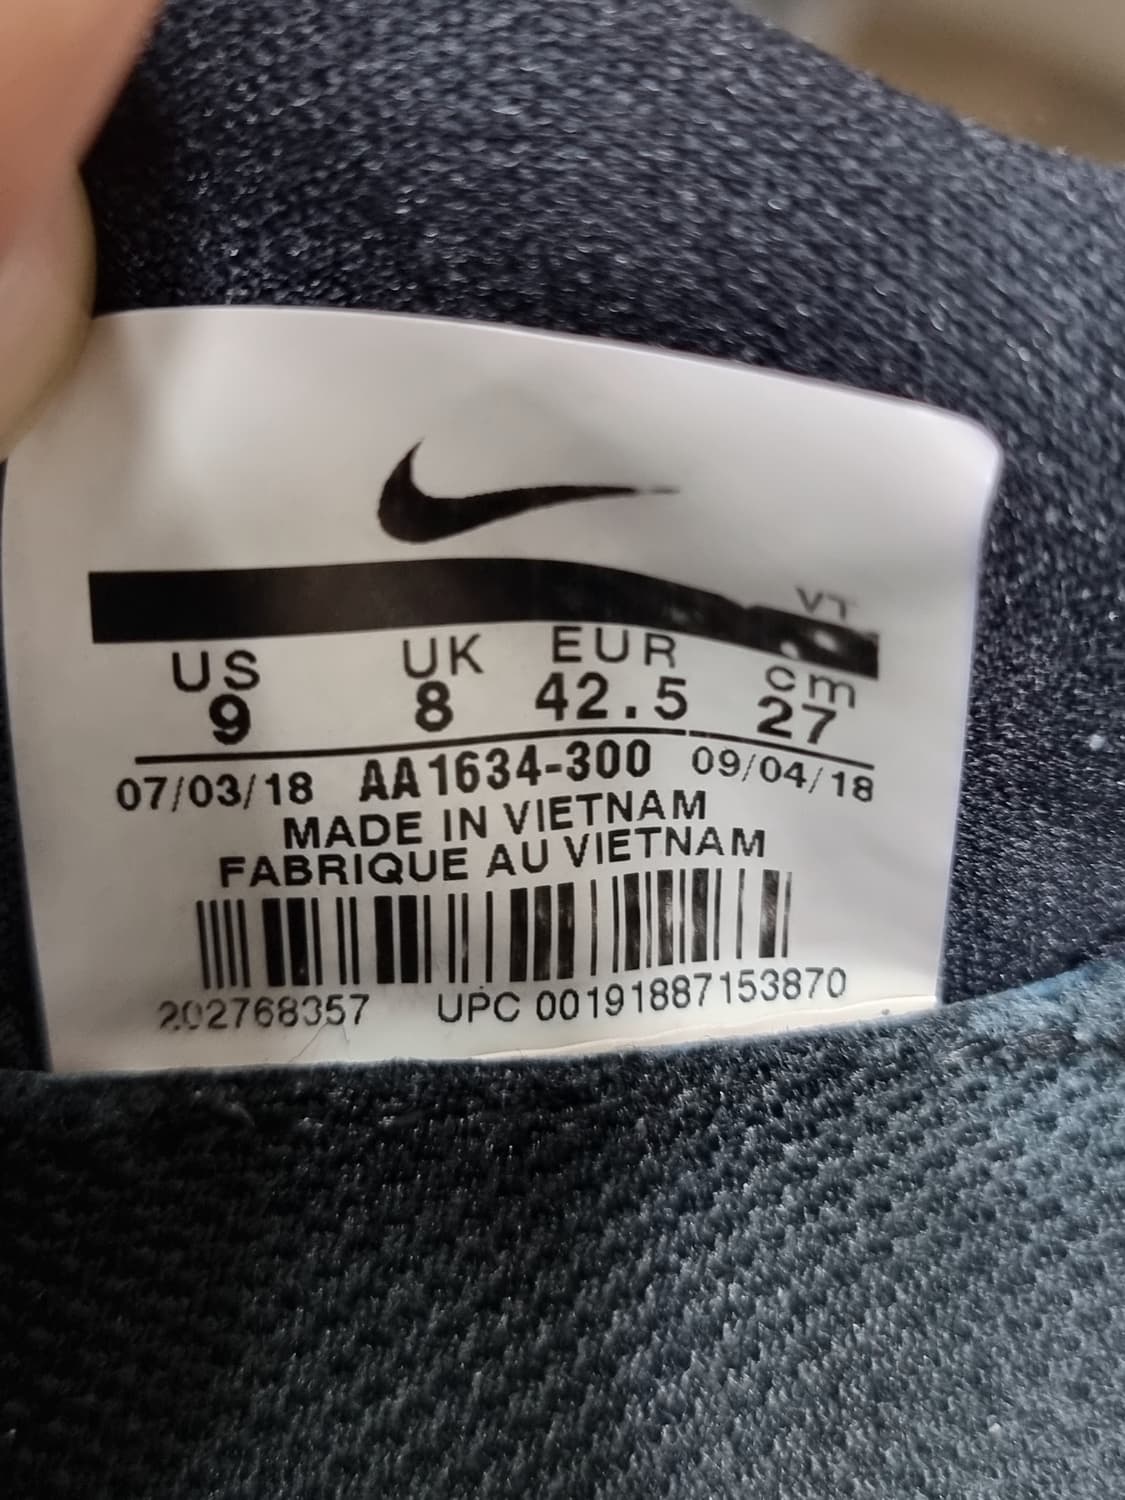 VT
US UK EUR cm
9 8 42.5 27
07/03/18 AA1634-300 09/04/18
MADE IN VIETNAM
FABRIQUE AU VIETNAM
202768357 UPC 00191887153870